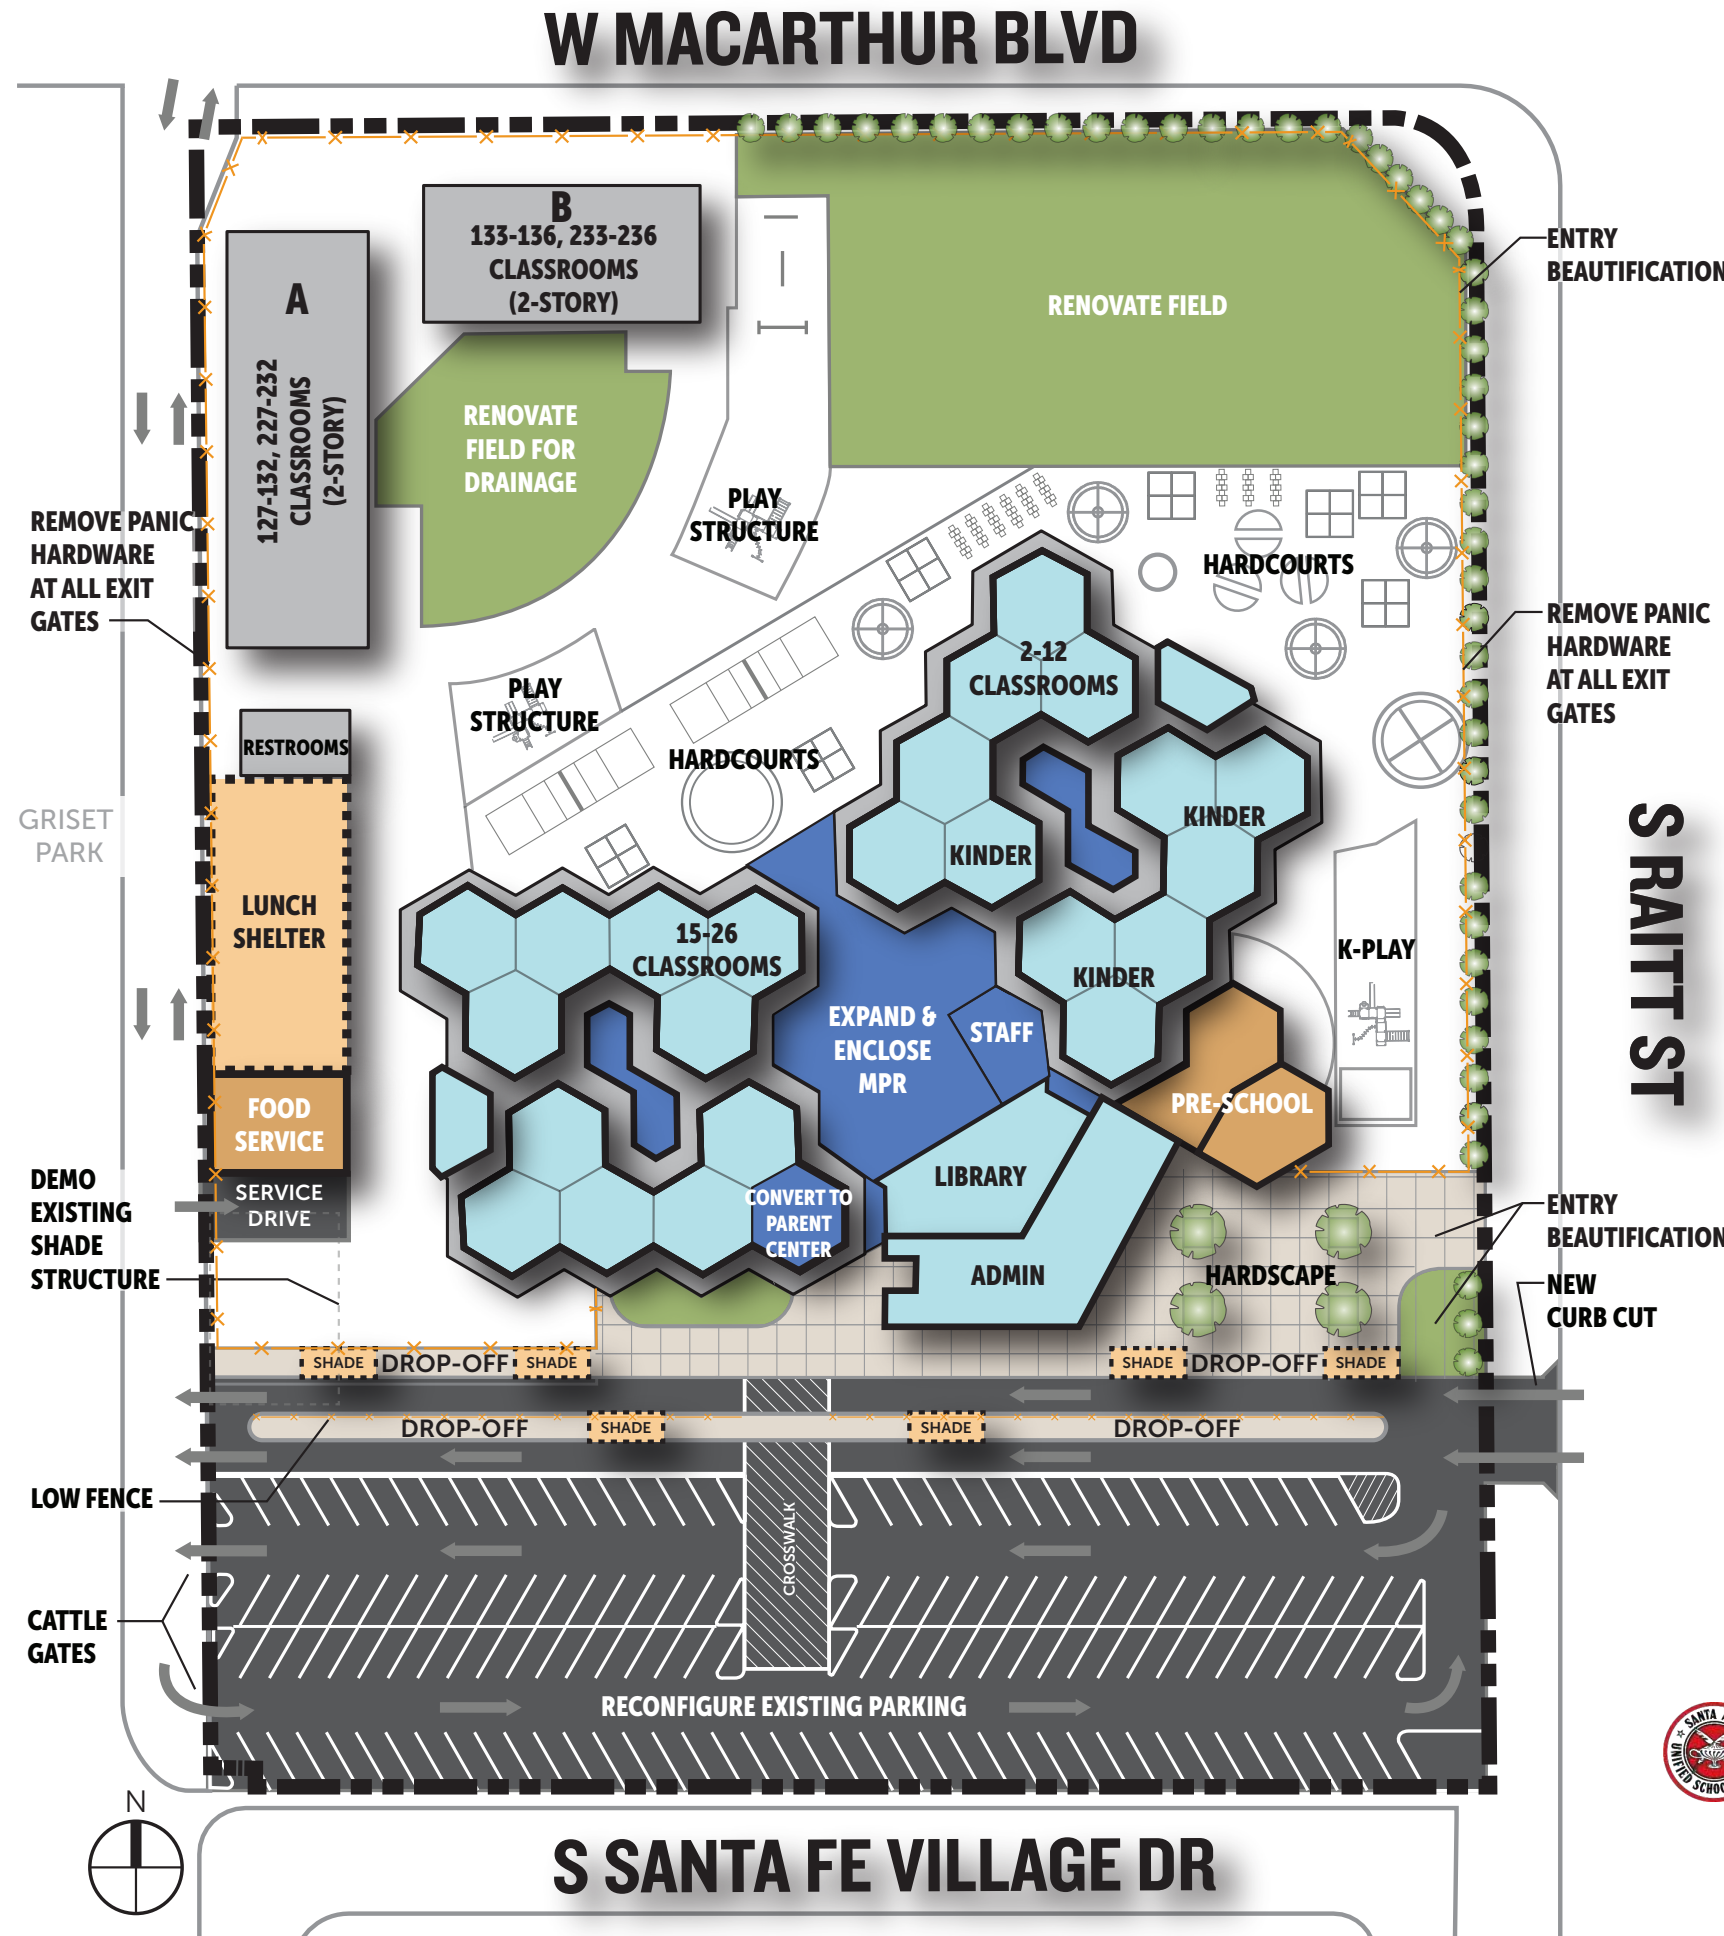 W MACARTHUR BLVD
B
133-136, 233-236
CLASSROOMS
(2-STORY)
A
127-132, 227-232
CLASSROOMS
(2-STORY)
ENTRY
BEAUTIFICATION
RENOVATE FIELD
RENOVATE
FIELD FOR
DRAINAGE
PLAY
STRUCTURE
REMOVE PANIC
HARDWARE
AT ALL EXIT
GATES
HARDCOURTS
REMOVE PANIC
HARDWARE
AT ALL EXIT
GATES
2-12
CLASSROOMS
PLAY
STRUCTURE
RESTROOMS
HARDCOURTS
GRISET
PARK
KINDER
KINDER
S RAITT ST
LUNCH
SHELTER
15-26
CLASSROOMS
K-PLAY
KINDER
EXPAND &
ENCLOSE
MPR
STAFF
FOOD
SERVICE
PRE-SCHOOL
DEMO
EXISTING
SHADE
STRUCTURE
SERVICE
DRIVE
LIBRARY
CONVERT TO
PARENT
CENTER
ENTRY
BEAUTIFICATION
ADMIN
HARDSCAPE
NEW
CURB CUT
SHADE
DROP-OFF
SHADE
SHADE
DROP-OFF
SHADE
DROP-OFF
SHADE
SHADE
DROP-OFF
LOW FENCE
CROSSWALK
CATTLE
GATES
RECONFIGURE EXISTING PARKING
SANTA
UNIFIED
N
S SANTA FE VILLAGE DR